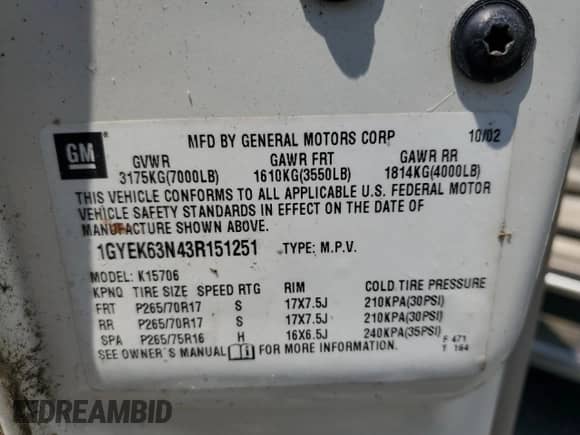 GM ®
MFD BY GENERAL MOTORS CORP 10/02
GVWR GAWR FRT GAWR RR
3175KG(7000LB) 1610KG(3550LB) 1814KG(4000LB)
THIS VEHICLE CONFORMS TO ALL APPLICABLE U.S. FEDERAL MOTOR
VEHICLE SAFETY STANDARDS IN EFFECT ON THE DATE OF
MANUFACTURE SHOWN ABOVE.
1GYEK63N43R151251 TYPE: M.P.V.
MODEL: K15706
KPNQ TIRE SIZE SPEED RTG RIM COLD TIRE PRESSURE
FRT P265/70R17 S 17X7.5J 210KPA(30PSI)
RR P265/70R17 S 17X7.5J 210KPA(30PSI)
SPA P265/75R16 H 16X6.5J 240KPA(35PSI)
SEE OWNER'S MANUAL i FOR MORE INFORMATION.
F 471
T 164
DREAMBID